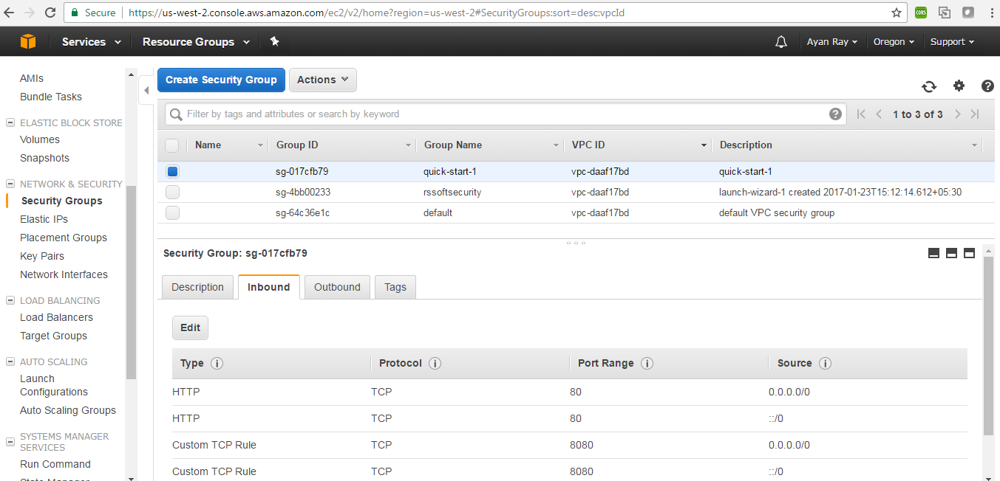 Secure https://us-west-2.console.aws.amazon.com/ec2/v2/home?region=us-west-2#SecurityGroups:sort=desc:vpcId CORS
Services Resource Groups Ayan Ray Oregon Support
AMIs
Bundle Tasks
ELASTIC BLOCK STORE
Volumes
Snapshots
NETWORK & SECURITY
Security Groups
Elastic IPs
Placement Groups
Key Pairs
Network Interfaces
LOAD BALANCING
Load Balancers
Target Groups
AUTO SCALING
Launch
Configurations
Auto Scaling Groups
SYSTEMS MANAGER
SERVICES
Run Command
State Manager
Create Security Group Actions
Filter by tags and attributes or search by keyword 1 to 3 of 3
Name Group ID Group Name VPC ID Description
sg-017cfb79 quick-start-1 vpc-daaf17bd quick-start-1
sg-4bb00233 rssoftsecurity vpc-daaf17bd launch-wizard-1 created 2017-01-23T15:12:14.612+05:30
sg-64c36e1c default vpc-daaf17bd default VPC security group
Security Group: sg-017cfb79
Description Inbound Outbound Tags
Edit
Type Protocol Port Range Source
HTTP TCP 80 0.0.0.0/0
HTTP TCP 80 ::/0
Custom TCP Rule TCP 8080 0.0.0.0/0
Custom TCP Rule TCP 8080 ::/0